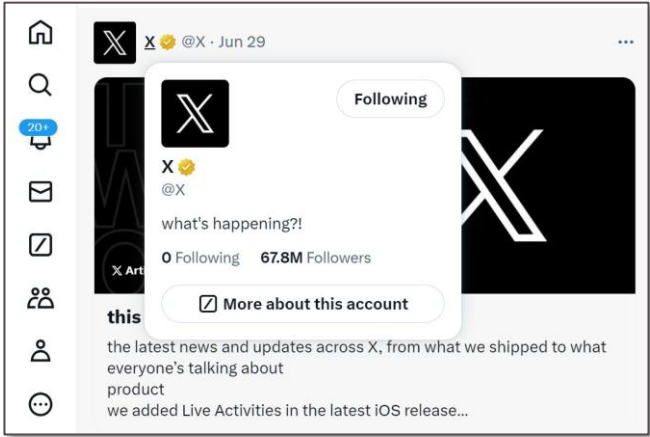 X @X · Jun 29
20+
Following
X
@X
what's happening?!
0 Following 67.8M Followers
More about this account
X Art
this
the latest news and updates across X, from what we shipped to what
everyone's talking about
product
we added Live Activities in the latest iOS release...